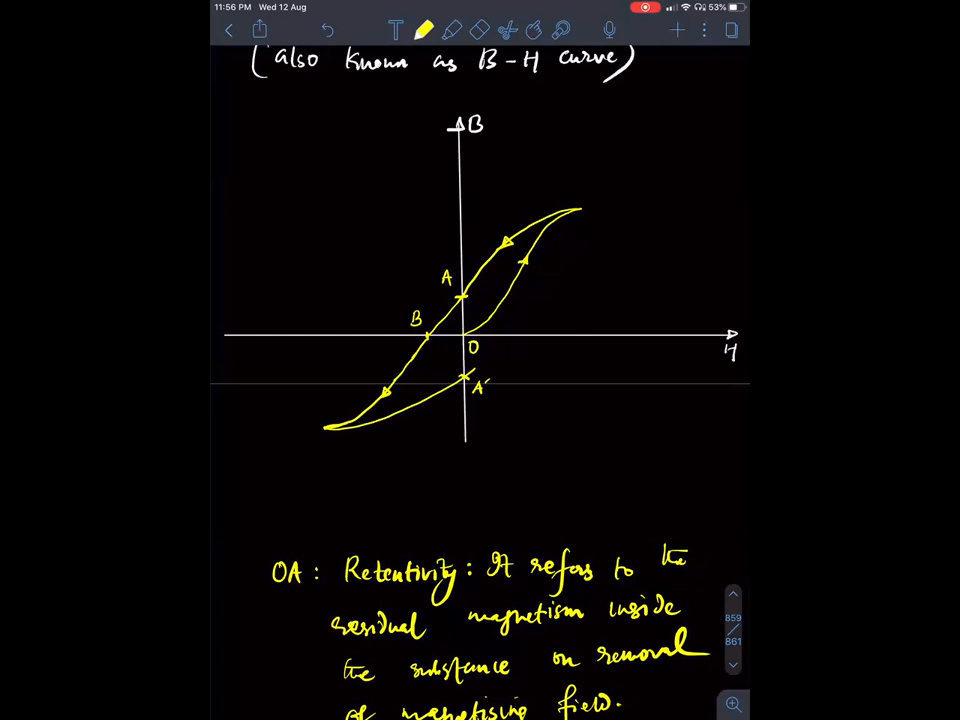 11:56 PM Wed 12 Aug 53%
(also known as B-H curve)
B
A
B
O
H
A'
OA: Retentivity: It refers to the
residual magnetism inside
the substance on removal
of magnetising field.
859
861